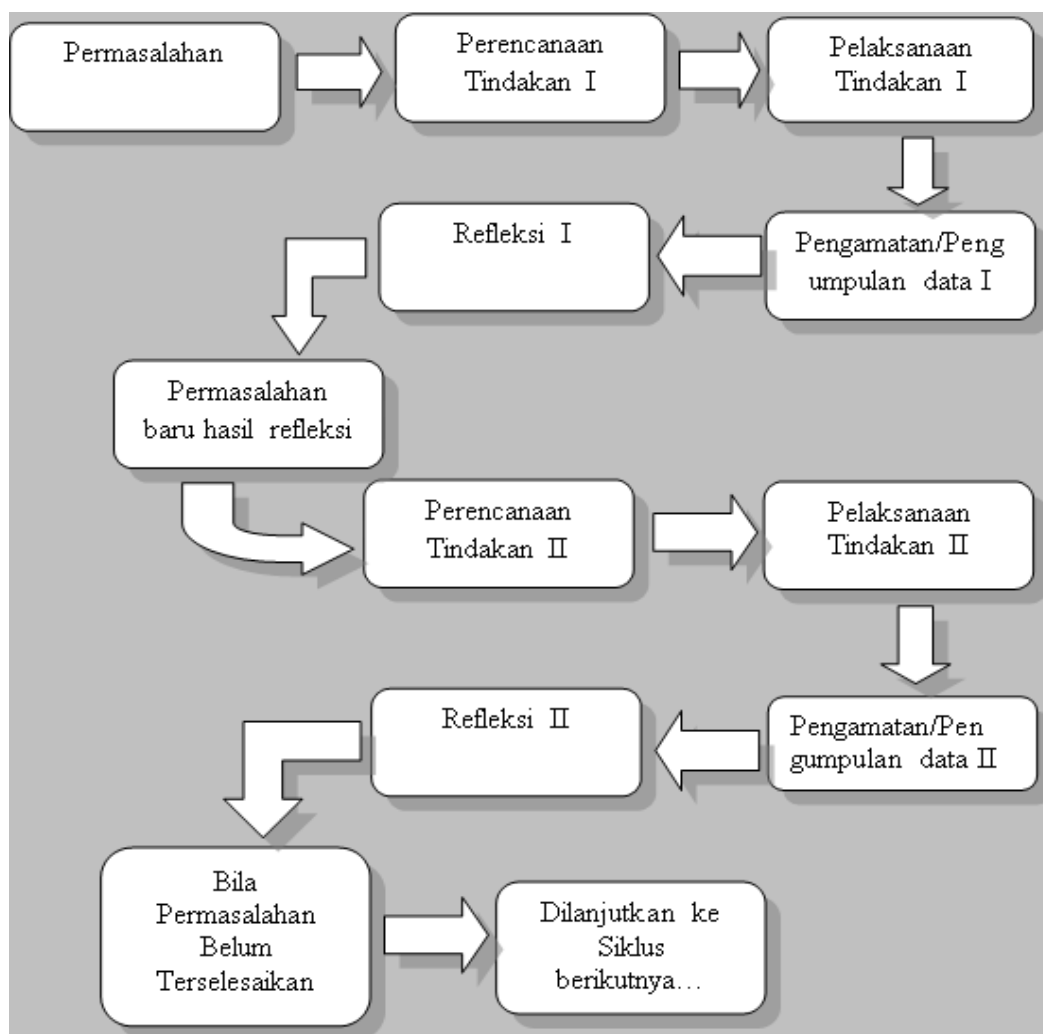 Permasalahan
Perencanaan
Tindakan I
Pelaksanaan
Tindakan I
Pengamatan/Peng
umpulan data I
Refleksi I
Permasalahan
baru hasil refleksi
Perencanaan
Tindakan II
Pelaksanaan
Tindakan II
Pengamatan/Pen
gumpulan data II
Refleksi II
Bila
Permasalahan
Belum
Terselesaikan
Dilanjutkan ke
Siklus
berikutnya...